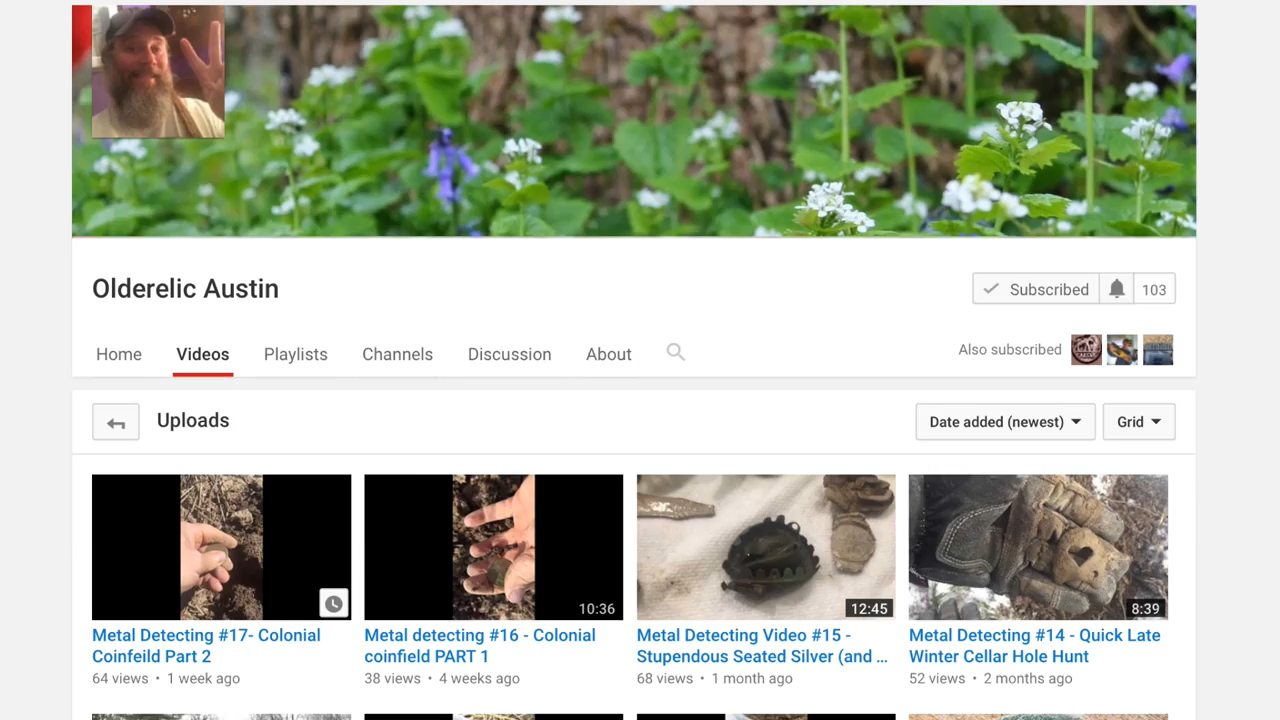 Olderelic Austin
Subscribed 103
Home Videos Playlists Channels Discussion About
Also subscribed
Uploads
Date added (newest) Grid
10:36
12:45
8:39
Metal Detecting #17- Colonial
Coinfeild Part 2
64 views • 1 week ago
Metal detecting #16 - Colonial
coinfield PART 1
38 views • 4 weeks ago
Metal Detecting Video #15 -
Stupendous Seated Silver (and ...
68 views • 1 month ago
Metal Detecting #14 - Quick Late
Winter Cellar Hole Hunt
52 views • 2 months ago